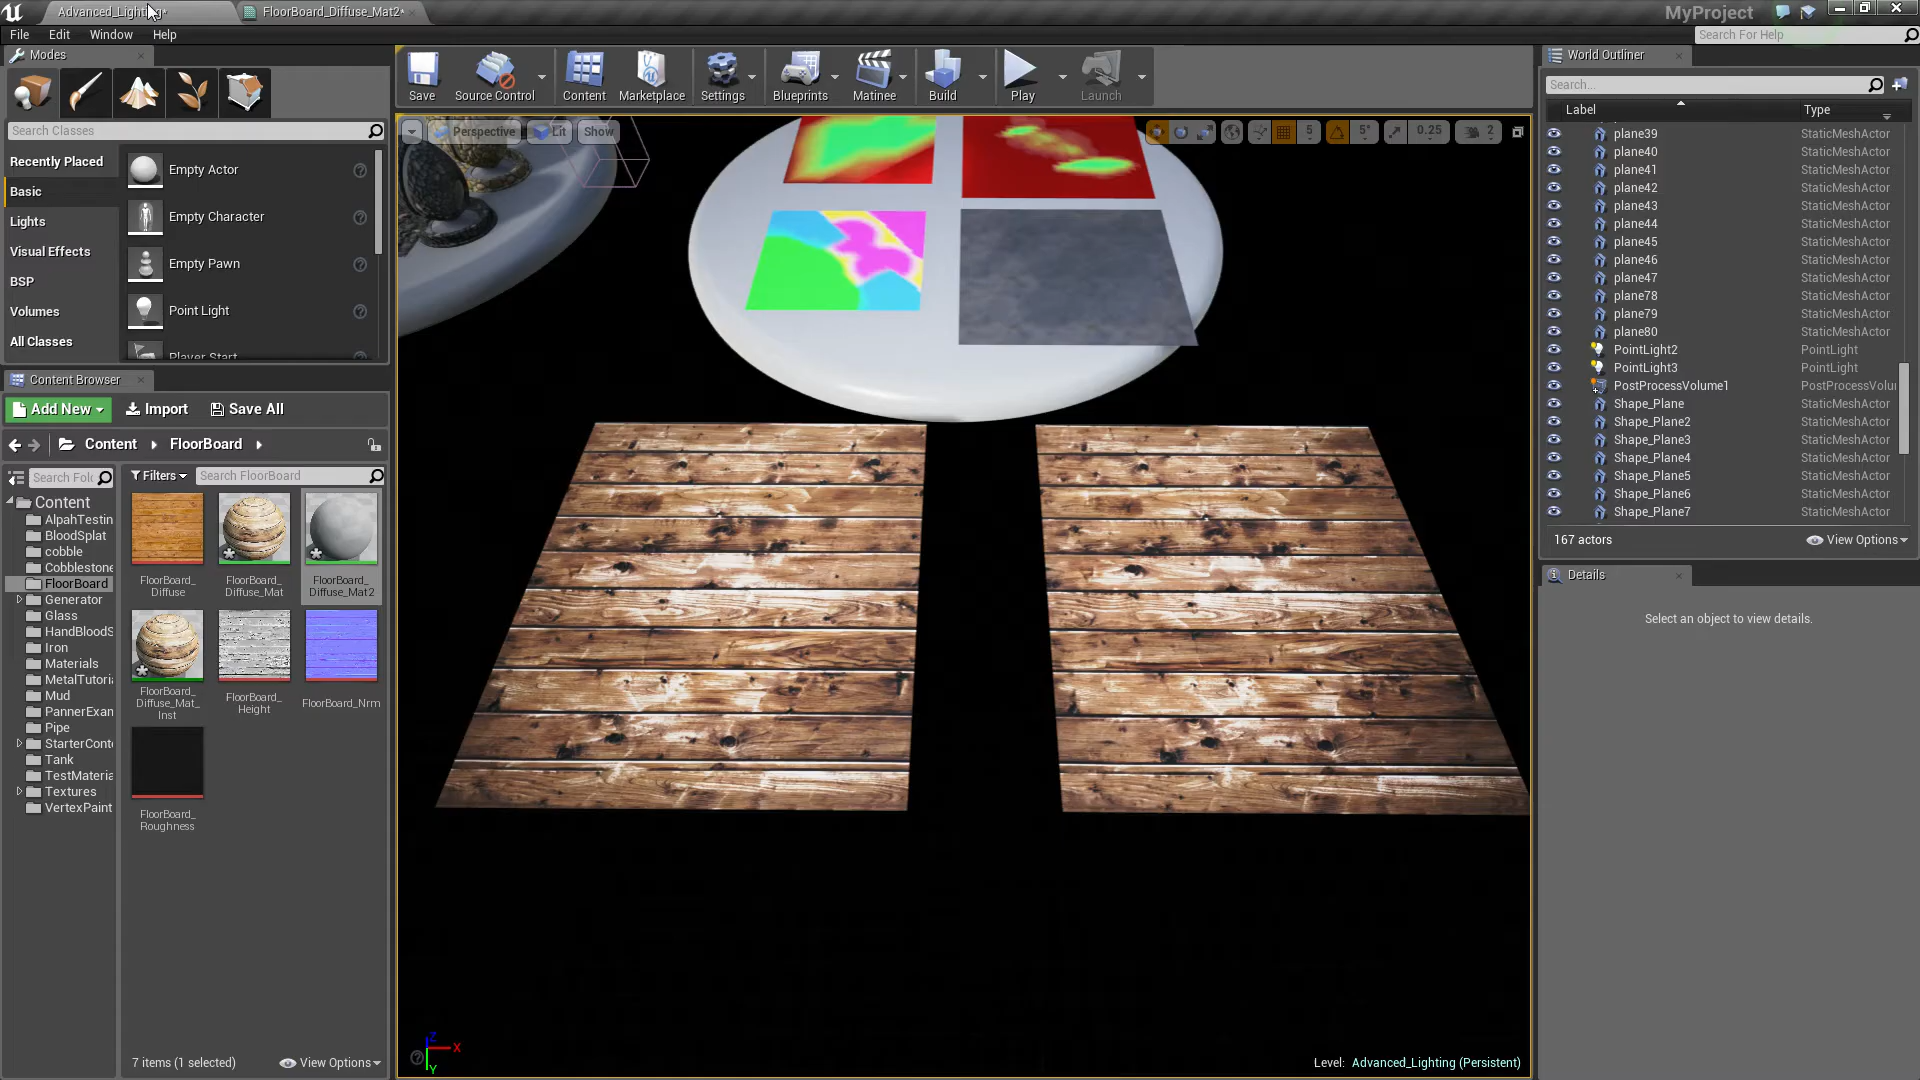 Advanced_Lighting*
FloorBoard_Diffuse_Mat2*
MyProject
File Edit Window Help
Search For Help
Modes
Search Classes
Recently Placed
Basic
Lights
Visual Effects
BSP
Volumes
All Classes
Empty Actor
Empty Character
Empty Pawn
Point Light
Player Start
Save
Source Control
Content
Marketplace
Settings
Blueprints
Matinee
Build
Play
Launch
Perspective Lit Show
5 5° 0.25 2
Content Browser
Add New Import Save All
Content FloorBoard
Search Fol
Filters Search FloorBoard
Content
AlpahTestin
BloodSplat
cobble
Cobblestone
FloorBoard
Generator
Glass
HandBloodS
Iron
Materials
MetalTutori
Mud
PannerExam
Pipe
StarterCont
Tank
TestMateria
Textures
VertexPaint
FloorBoard_
Diffuse
FloorBoard_
Diffuse_Mat
FloorBoard_
Diffuse_Mat2
FloorBoard_
Diffuse_Mat_
Inst
FloorBoard_
Height
FloorBoard_Nrm
FloorBoard_
Roughness
7 items (1 selected) View Options
Z
X
Y
Level: Advanced_Lighting (Persistent)
World Outliner
Search...
Label Type
plane39 StaticMeshActor
plane40 StaticMeshActor
plane41 StaticMeshActor
plane42 StaticMeshActor
plane43 StaticMeshActor
plane44 StaticMeshActor
plane45 StaticMeshActor
plane46 StaticMeshActor
plane47 StaticMeshActor
plane78 StaticMeshActor
plane79 StaticMeshActor
plane80 StaticMeshActor
PointLight2 PointLight
PointLight3 PointLight
PostProcessVolume1 PostProcessVolu
Shape_Plane StaticMeshActor
Shape_Plane2 StaticMeshActor
Shape_Plane3 StaticMeshActor
Shape_Plane4 StaticMeshActor
Shape_Plane5 StaticMeshActor
Shape_Plane6 StaticMeshActor
Shape_Plane7 StaticMeshActor
167 actors View Options
Details
Select an object to view details.